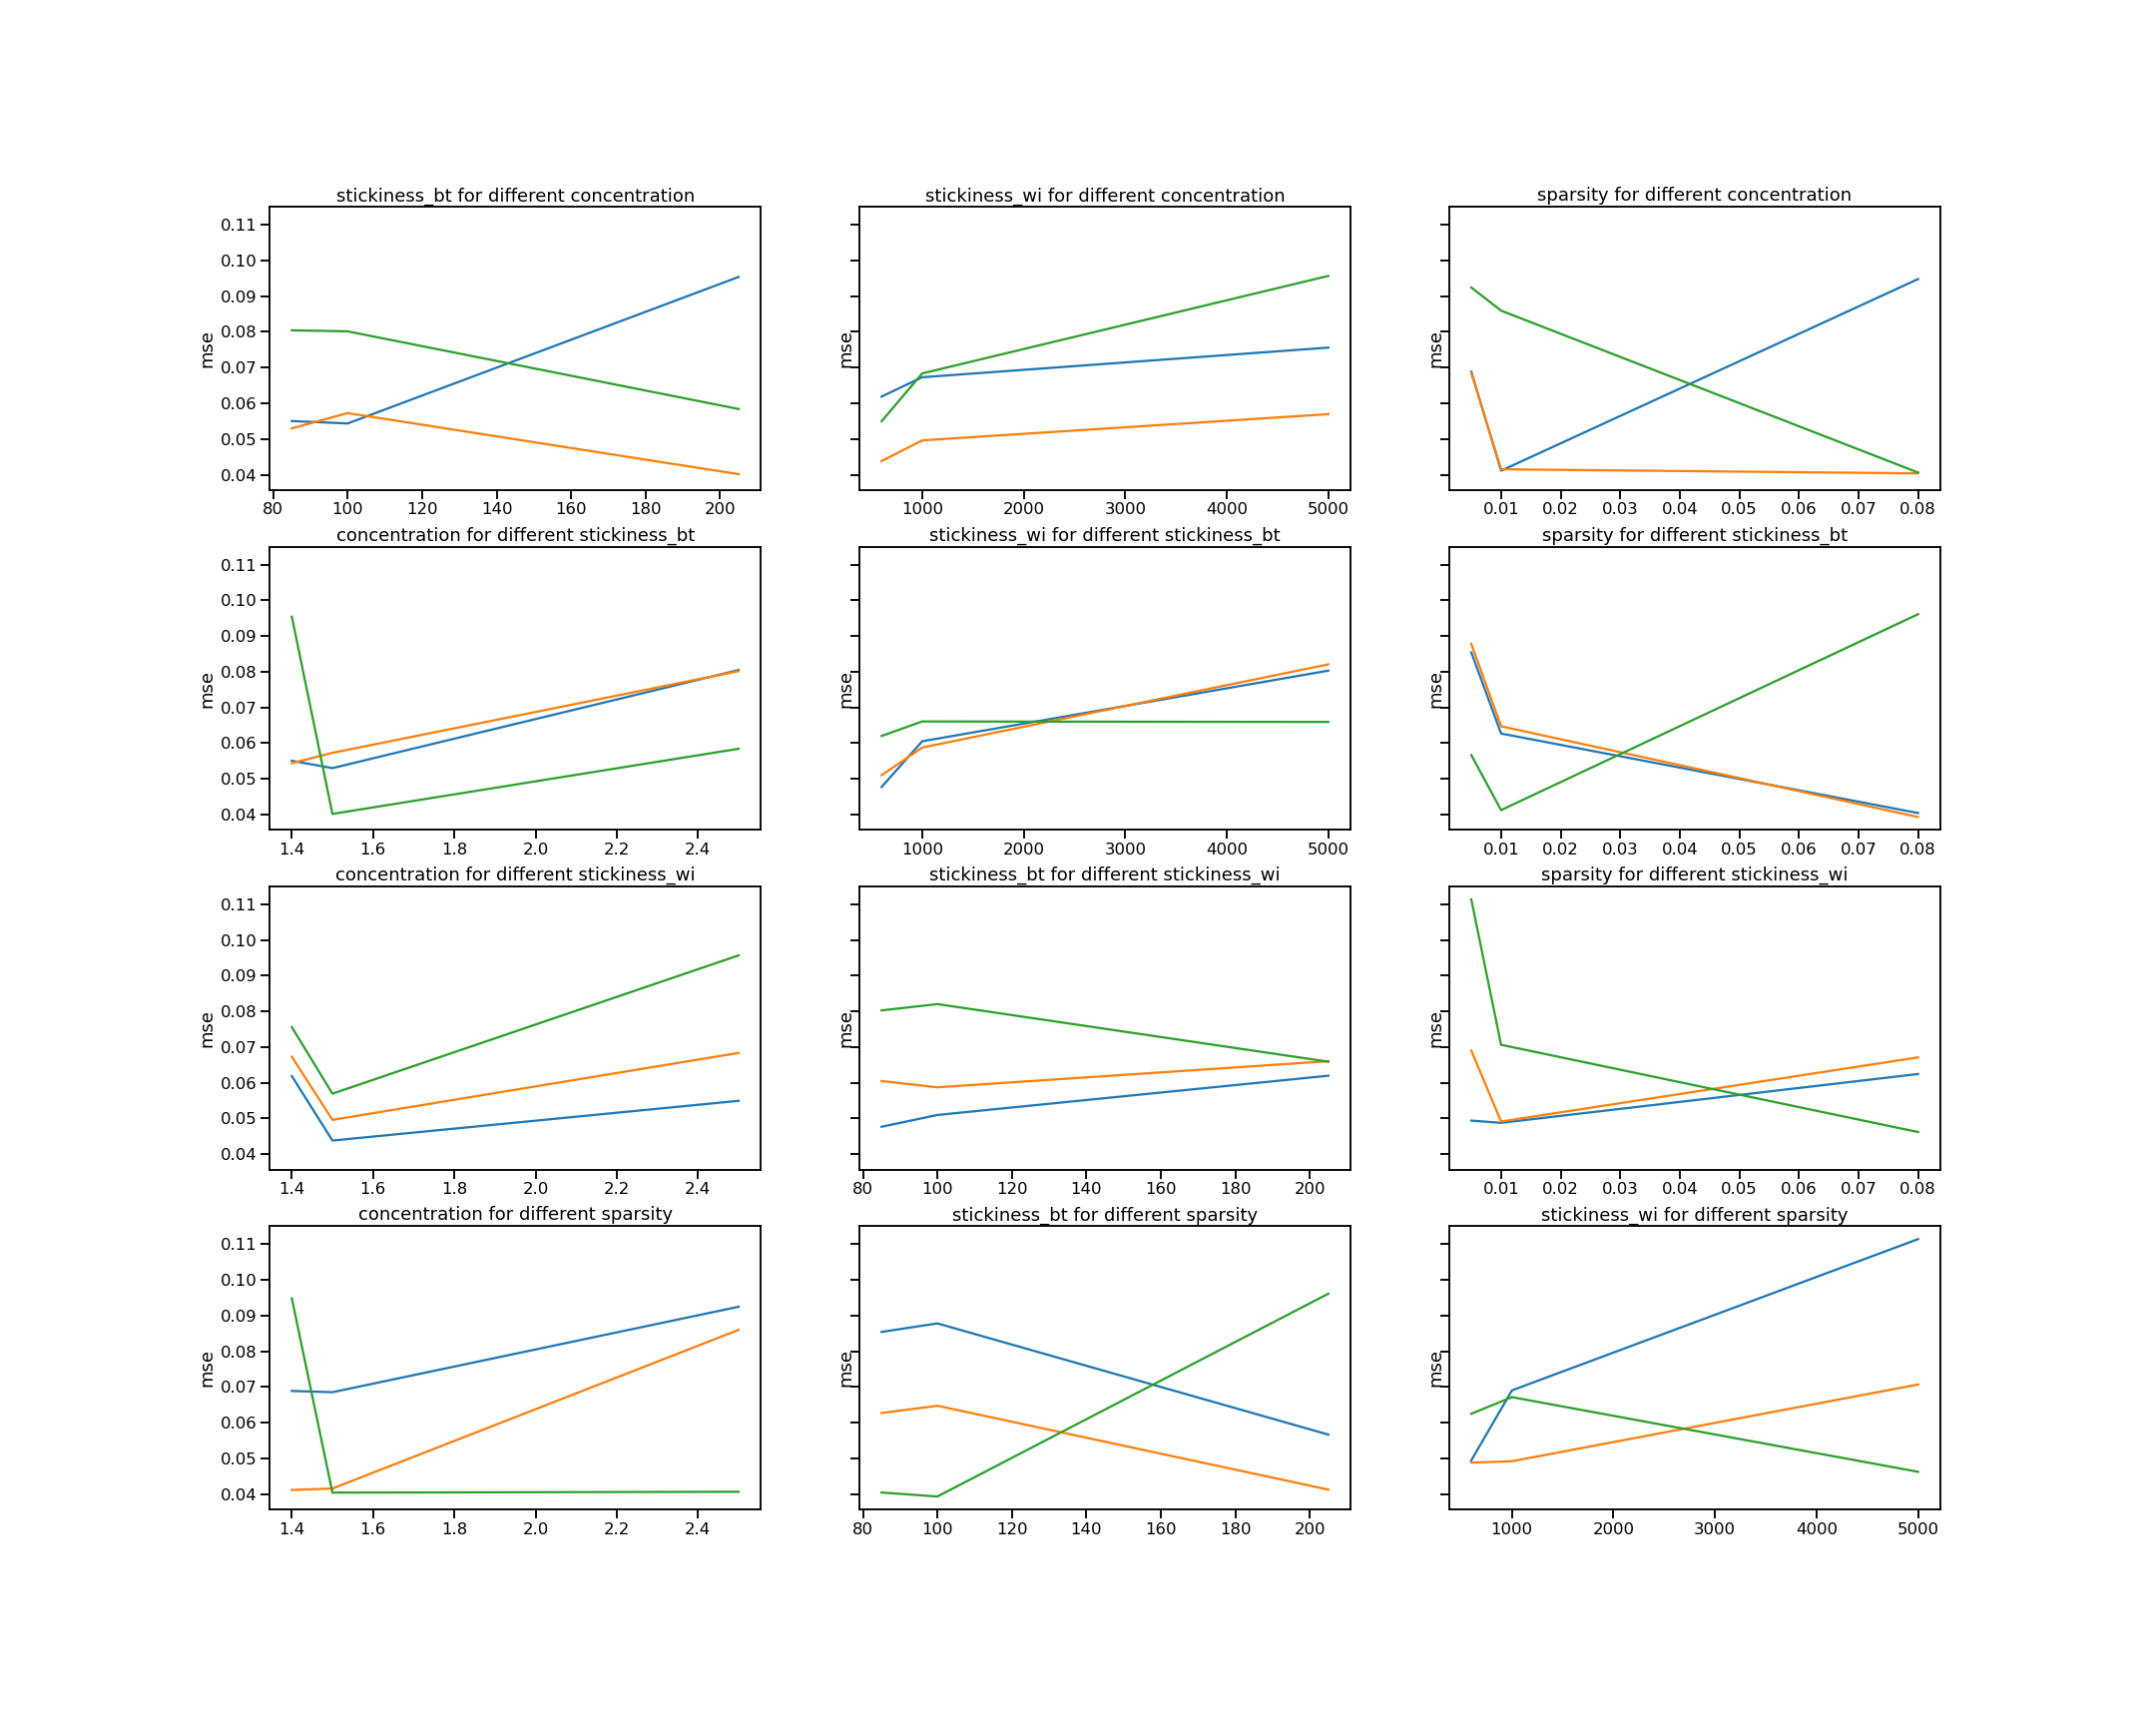 stickiness_bt for different concentration
stickiness_wi for different concentration
sparsity for different concentration
0.11
0.10
0.09
0.08
0.07
0.06
0.05
0.04
mse
mse
mse
80 100 120 140 160 180 200
1000 2000 3000 4000 5000
0.01 0.02 0.03 0.04 0.05 0.06 0.07 0.08
concentration for different stickiness_bt
stickiness_wi for different stickiness_bt
sparsity for different stickiness_bt
0.11
0.10
0.09
0.08
0.07
0.06
0.05
0.04
mse
mse
mse
1.4 1.6 1.8 2.0 2.2 2.4
1000 2000 3000 4000 5000
0.01 0.02 0.03 0.04 0.05 0.06 0.07 0.08
concentration for different stickiness_wi
stickiness_bt for different stickiness_wi
sparsity for different stickiness_wi
0.11
0.10
0.09
0.08
0.07
0.06
0.05
0.04
mse
mse
mse
1.4 1.6 1.8 2.0 2.2 2.4
80 100 120 140 160 180 200
0.01 0.02 0.03 0.04 0.05 0.06 0.07 0.08
concentration for different sparsity
stickiness_bt for different sparsity
stickiness_wi for different sparsity
0.11
0.10
0.09
0.08
0.07
0.06
0.05
0.04
mse
mse
mse
1.4 1.6 1.8 2.0 2.2 2.4
80 100 120 140 160 180 200
1000 2000 3000 4000 5000